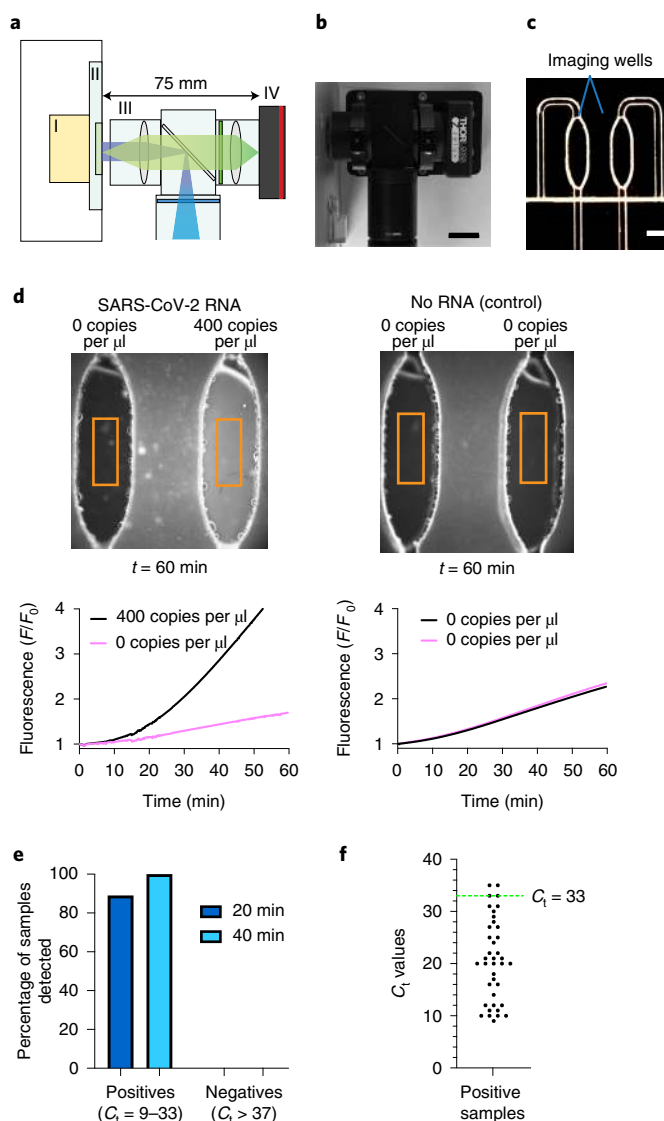 a
b
c
75 mm
I
II
III
IV
THOR
Imaging wells
d
SARS-CoV-2 RNA
0 copies
per µl
400 copies
per µl
No RNA (control)
0 copies
per µl
0 copies
per µl
t = 60 min
t = 60 min
Fluorescence (F/F0)
4
3
2
1
400 copies per µl
0 copies per µl
0 10 20 30 40 50 60
Time (min)
Fluorescence (F/F0)
4
3
2
1
0 copies per µl
0 copies per µl
0 10 20 30 40 50 60
Time (min)
e
Percentage of samples
detected
100
80
60
40
20
0
20 min
40 min
Positives
(Ct = 9–33)
Negatives
(Ct > 37)
f
Ct values
40
30
20
10
0
Ct = 33
Positive
samples